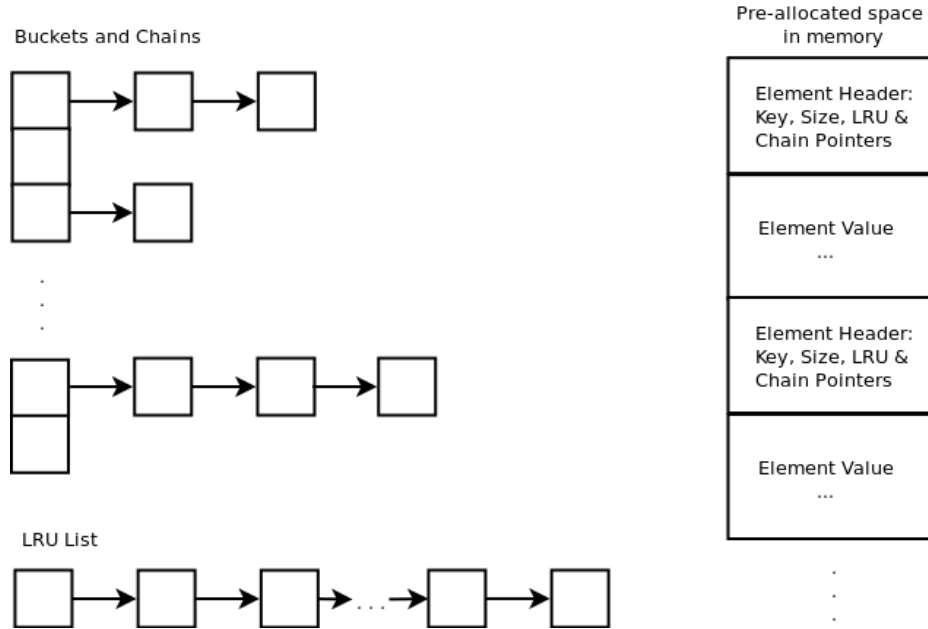 Buckets and Chains
.
.
.
LRU List
. . .
Pre-allocated space
in memory
Element Header:
Key, Size, LRU &
Chain Pointers
Element Value
...
Element Header:
Key, Size, LRU &
Chain Pointers
Element Value
...
.
.
.